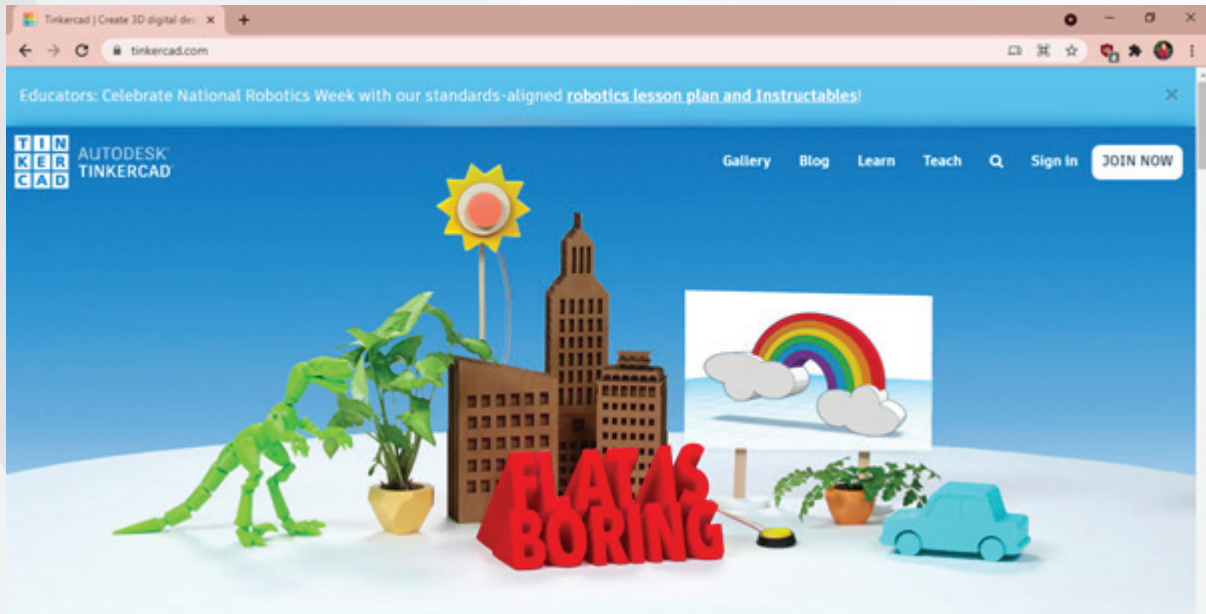 Tinkercad | Create 3D digital des
tinkercad.com
Educators: Celebrate National Robotics Week with our standards-aligned robotics lesson plan and Instructables!
TIN
KER
CAD
AUTODESK
TINKERCAD
Gallery Blog Learn Teach Sign in JOIN NOW
FLAT IS
BORING